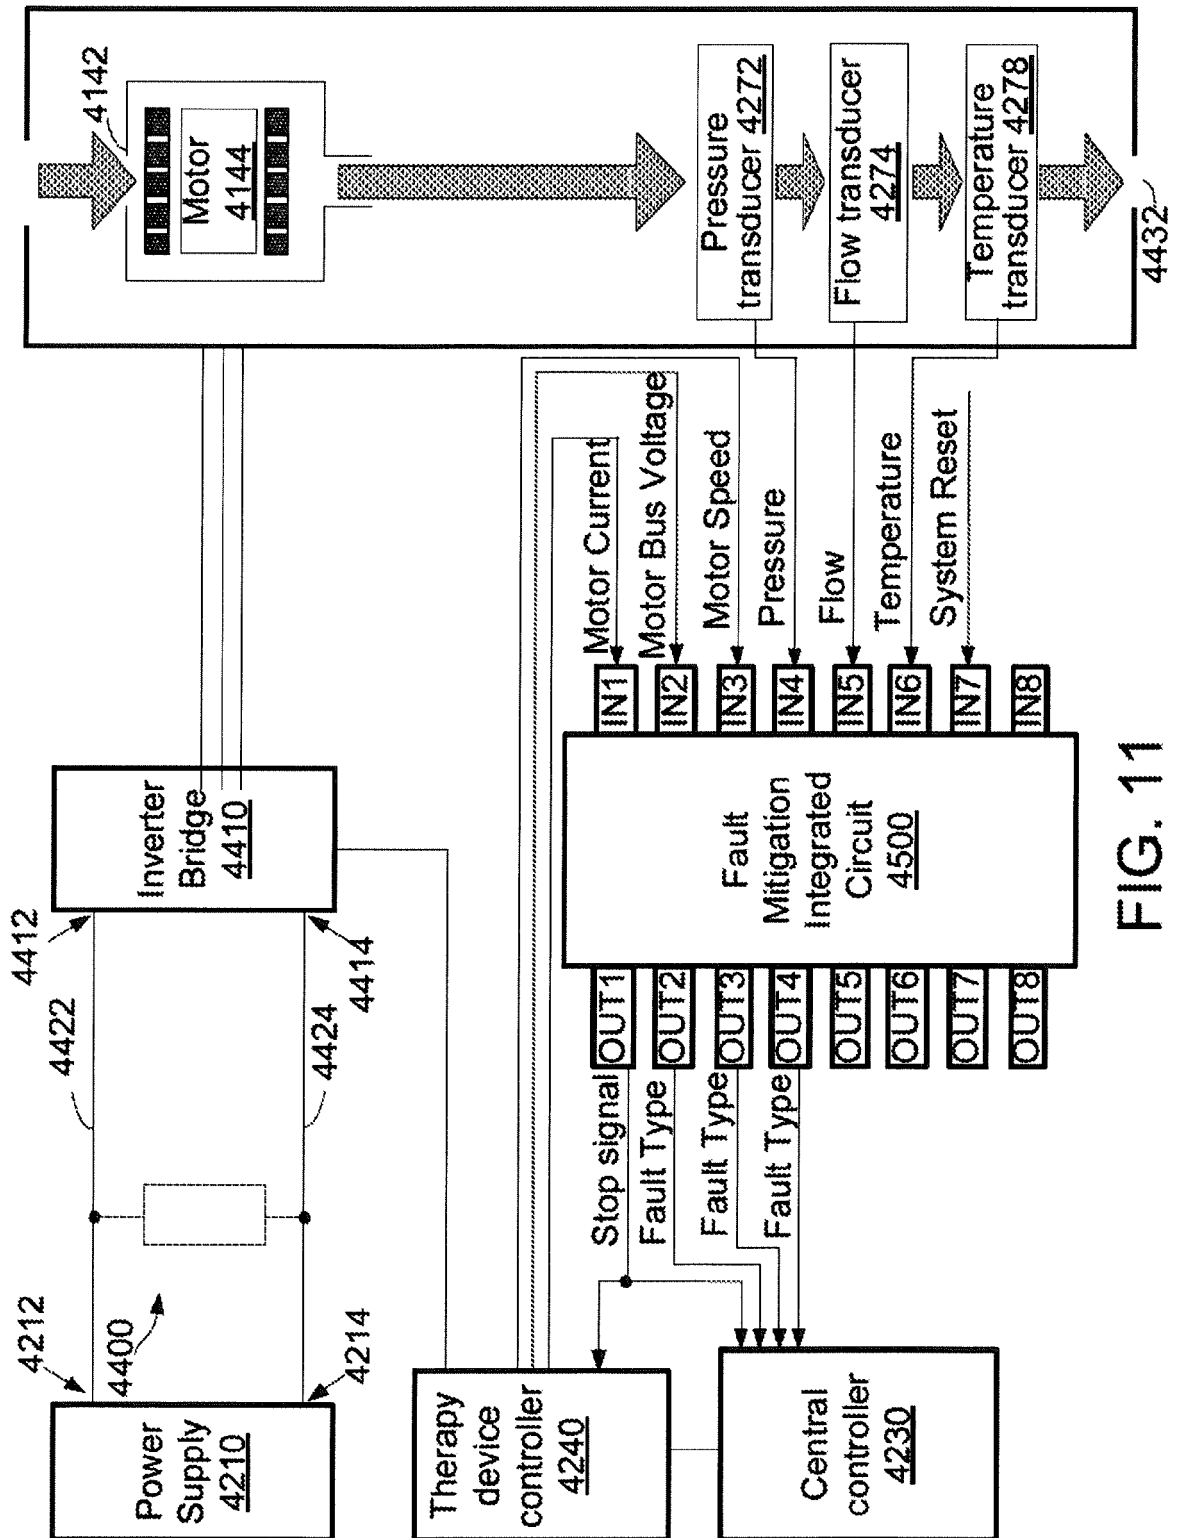 4142
Motor
4144
Pressure
transducer 4272
Flow transducer
4274
Temperature
transducer 4278
4432
4412
4422
4212
4400
Power
Supply
4210
4214
4424
4414
Inverter
Bridge
4410
Motor Current
Motor Bus Voltage
Motor Speed
Pressure
Flow
Temperature
System Reset
IN1
IN2
IN3
IN4
IN5
IN6
IN7
IN8
Fault
Mitigation
Integrated
Circuit
4500
OUT1
OUT2
OUT3
OUT4
OUT5
OUT6
OUT7
OUT8
Stop signal
Fault Type
Fault Type
Fault Type
Therapy
device
controller
4240
Central
controller
4230
FIG. 11